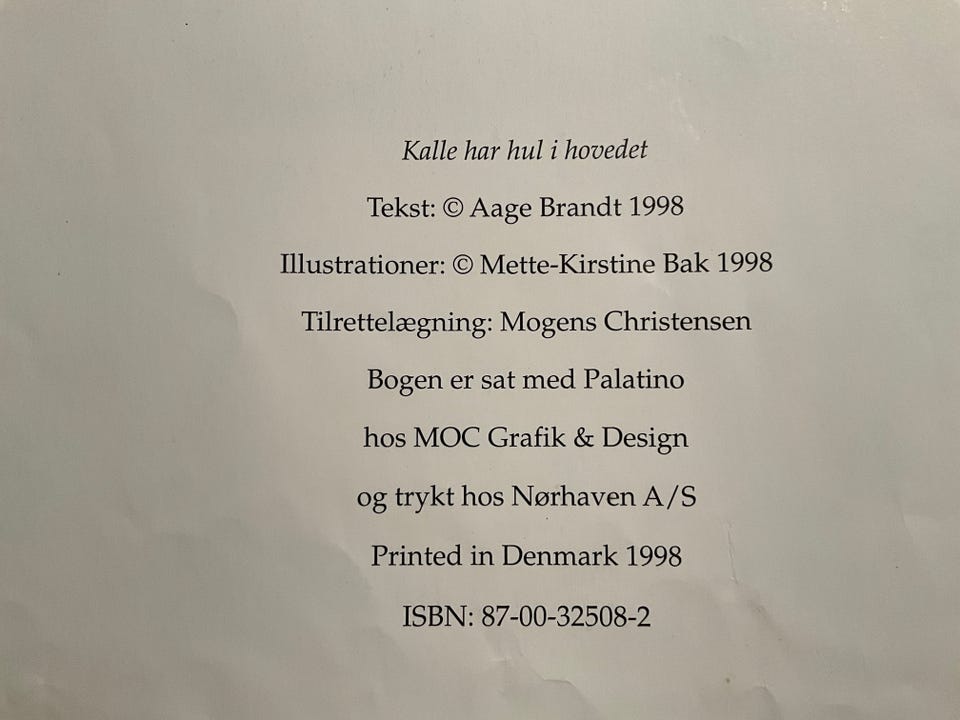 Kalle har hul i hovedet
Tekst: © Aage Brandt 1998
Illustrationer: © Mette-Kirstine Bak 1998
Tilrettelægning: Mogens Christensen
Bogen er sat med Palatino
hos MOC Grafik & Design
og trykt hos Nørhaven A/S
Printed in Denmark 1998
ISBN: 87-00-32508-2